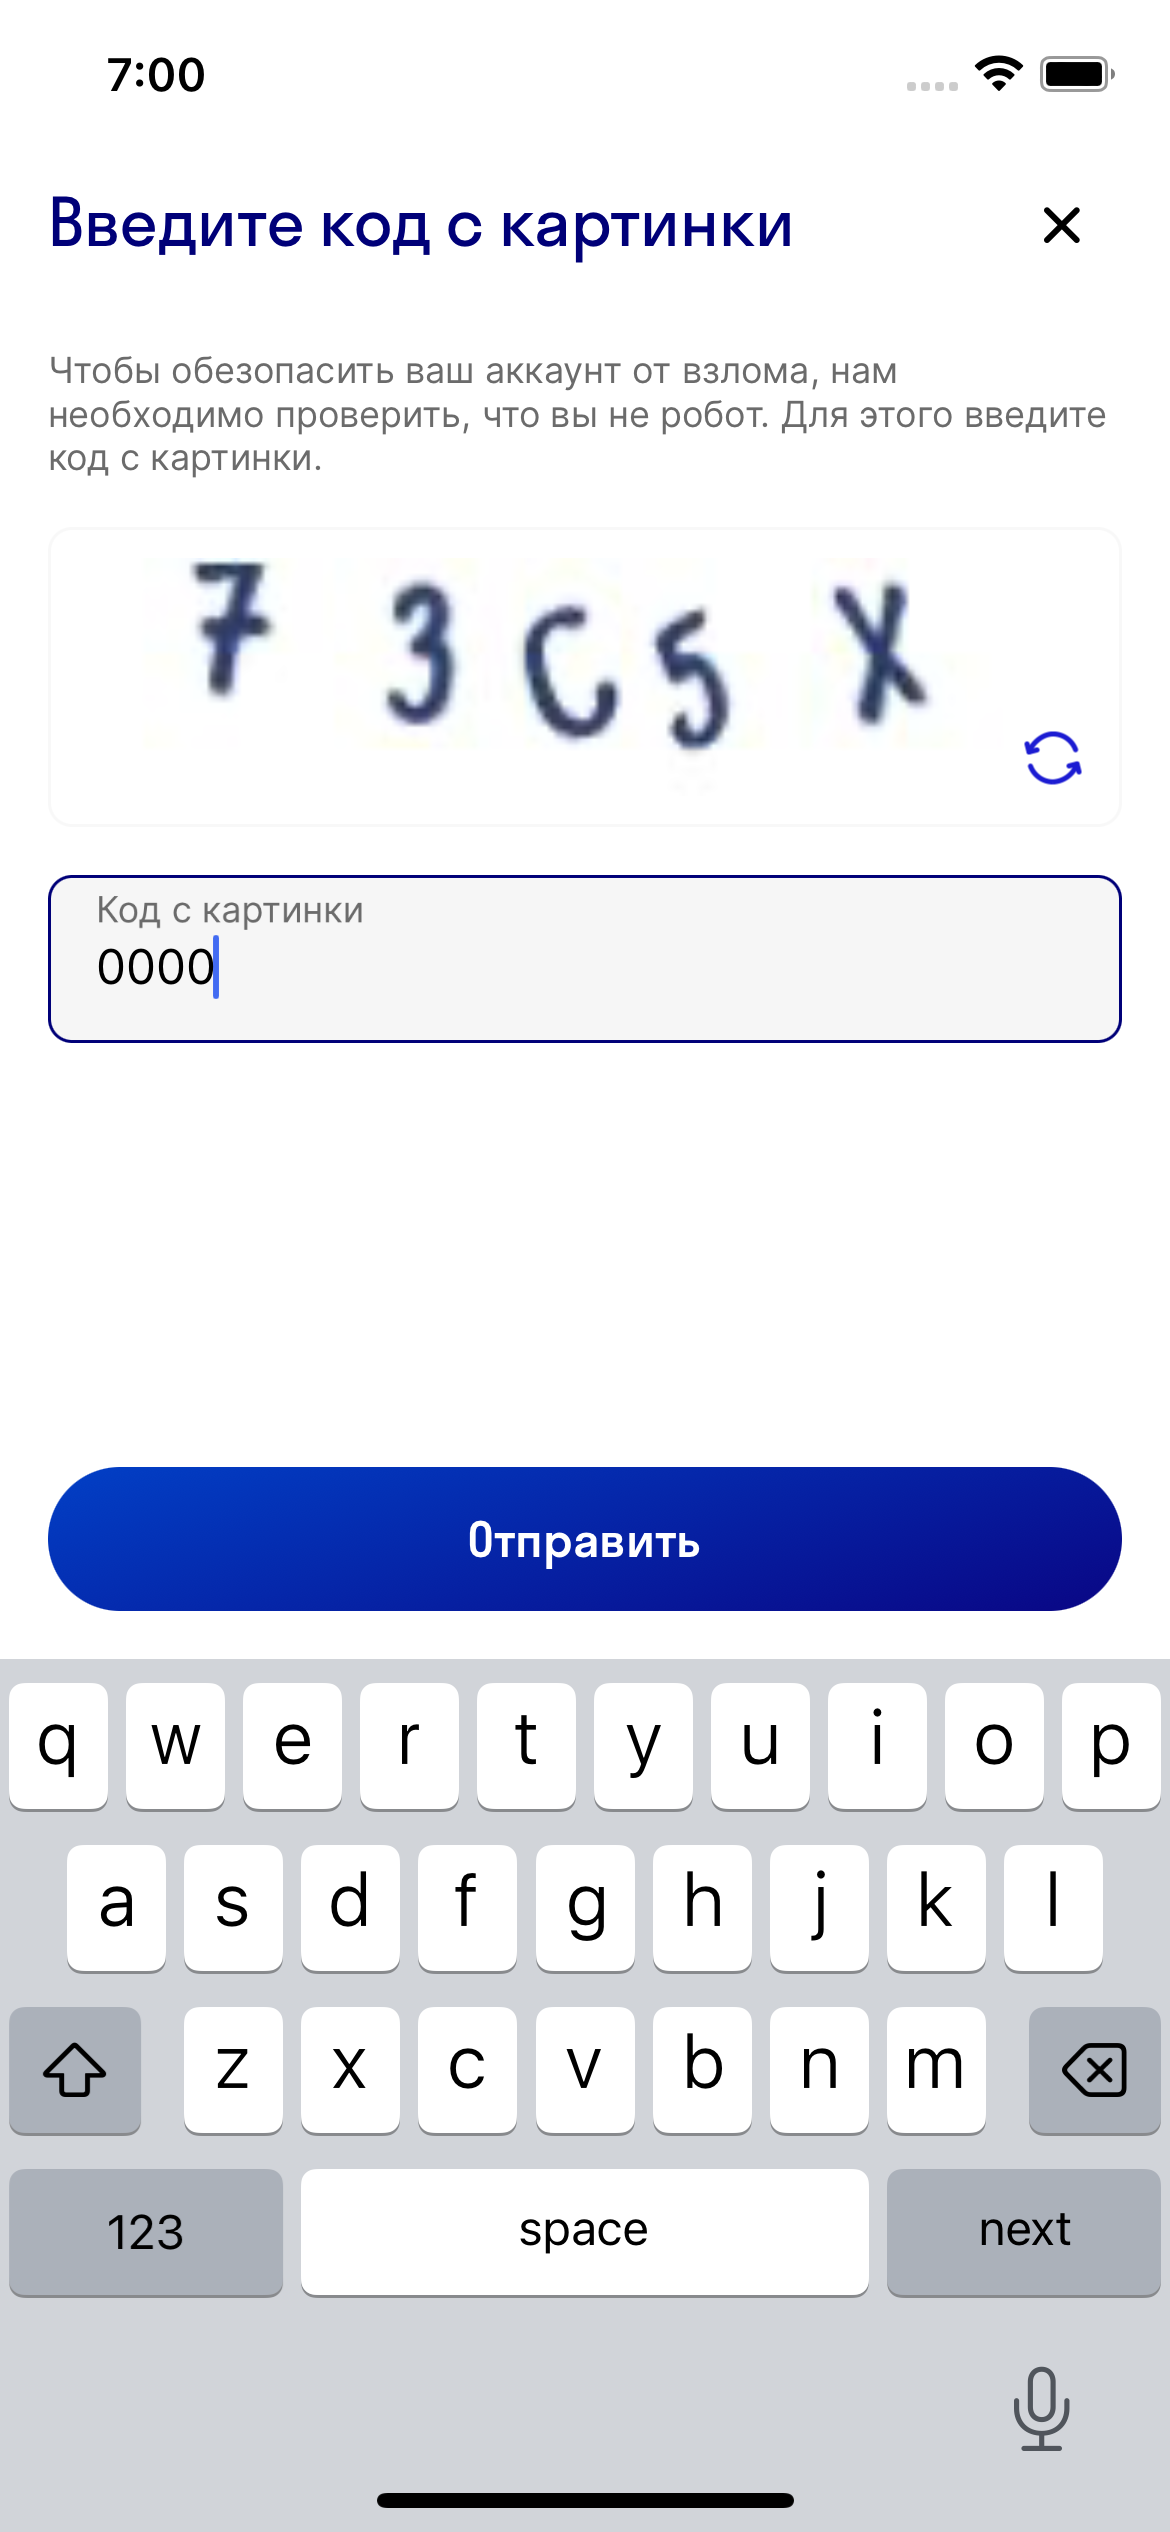 7:00
Введите код с картинки
Чтобы обезопасить ваш аккаунт от взлома, нам
необходимо проверить, что вы не робот. Для этого введите
код с картинки.
7 3 C 5 X
Код с картинки
0000
Отправить
q w e r t y u i o p
a s d f g h j k l
z x c v b n m
123 space next